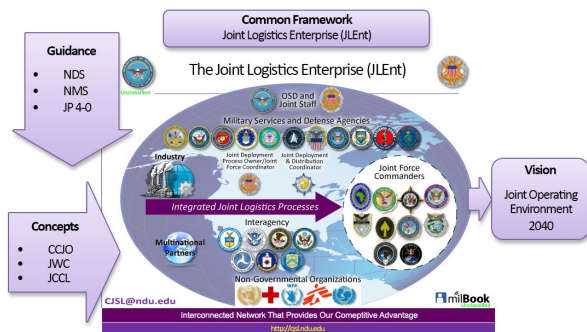 Common Framework
Joint Logistics Enterprise (JLEnt)
Guidance
• NDS
• NMS
• JP 4-0
Unclassified
The Joint Logistics Enterprise (JLEnt)
OSD and
Joint Staff
Military Services and Defense Agencies
Industry
Joint Deployment
Process Owner/Joint
Force Coordinator
Joint Deployment
& Distribution
Coordinator
Joint Force
Commanders
Integrated Joint Logistics Processes
Vision
Joint Operating
Environment
2040
Concepts
• CCJO
• JWC
• JCCL
Multinational
Partners
Interagency
Non-Governmental Organizations
CJSL@ndu.edu
milBook
Unclassified
Interconnected Network That Provides Our Competitive Advantage
http://cjsl.ndu.edu